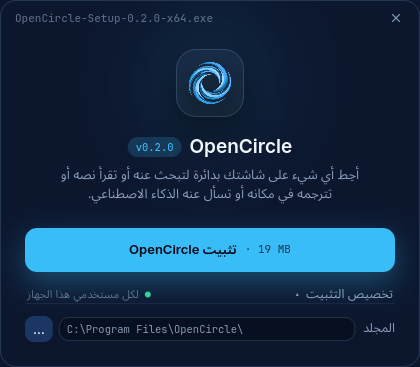 OpenCircle-Setup-0.2.0-x64.exe
OpenCircle v0.2.0
أحِط أي شيء على شاشتك بدائرة لتبحث عنه أو تقرأ نصه أو
تترجمه في مكانه أو تسأل عنه الذكاء الاصطناعي.
تثبيت OpenCircle · 19 MB
تخصيص التثبيت
لكل مستخدمي هذا الجهاز
المجلد
C:\Program Files\OpenCircle\
...